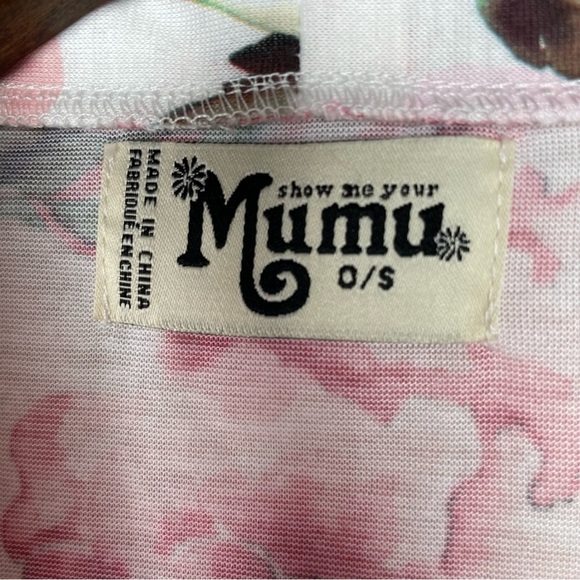 show me your
Mumu
O/S
MADE IN CHINA
FABRIQUÉ EN CHINE